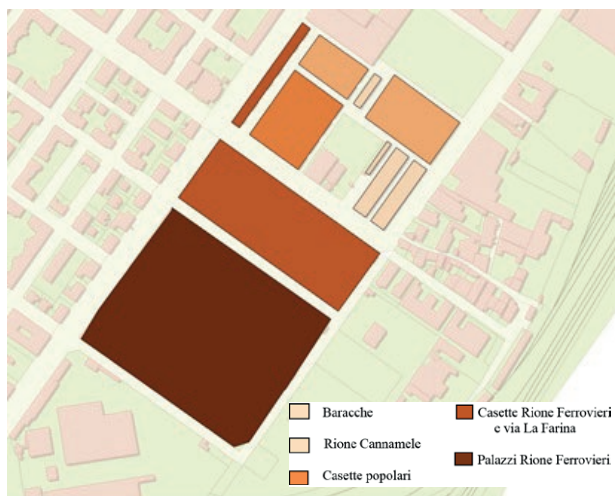 Baracche
Rione Cannamele
Casette popolari
Casette Rione Ferrovieri
e via La Farina
Palazzi Rione Ferrovieri